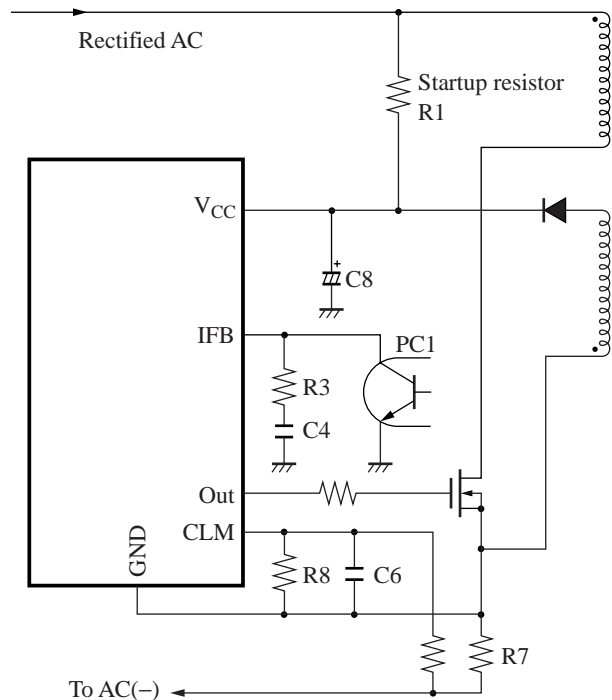 Rectified AC
Startup resistor
R1
VCC
+
C8
IFB
PC1
R3
C4
Out
CLM
GND
R8
C6
R7
To AC(−)